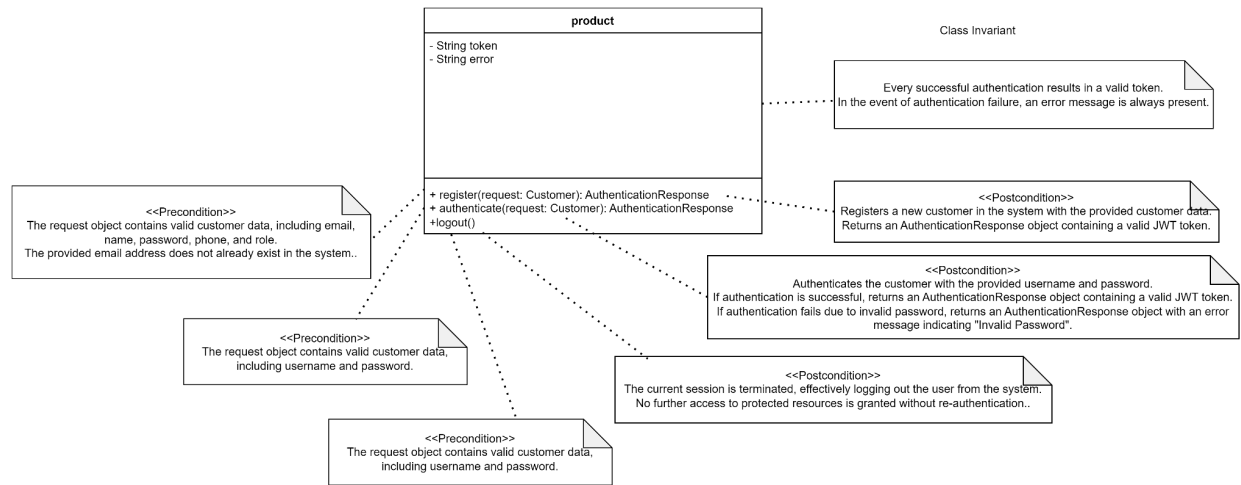 product
- String token
- String error
+ register(request: Customer): AuthenticationResponse
+ authenticate(request: Customer): AuthenticationResponse
+logout()
Class Invariant
Every successful authentication results in a valid token.
In the event of authentication failure, an error message is always present.
<<Precondition>>
The request object contains valid customer data, including email,
name, password, phone, and role.
The provided email address does not already exist in the system..
<<Postcondition>>
Registers a new customer in the system with the provided customer data.
Returns an AuthenticationResponse object containing a valid JWT token.
<<Postcondition>>
Authenticates the customer with the provided username and password.
If authentication is successful, returns an AuthenticationResponse object containing a valid JWT token.
If authentication fails due to invalid password, returns an AuthenticationResponse object with an error
message indicating "Invalid Password".
<<Precondition>>
The request object contains valid customer data,
including username and password.
<<Postcondition>>
The current session is terminated, effectively logging out the user from the system.
No further access to protected resources is granted without re-authentication..
<<Precondition>>
The request object contains valid customer data,
including username and password.